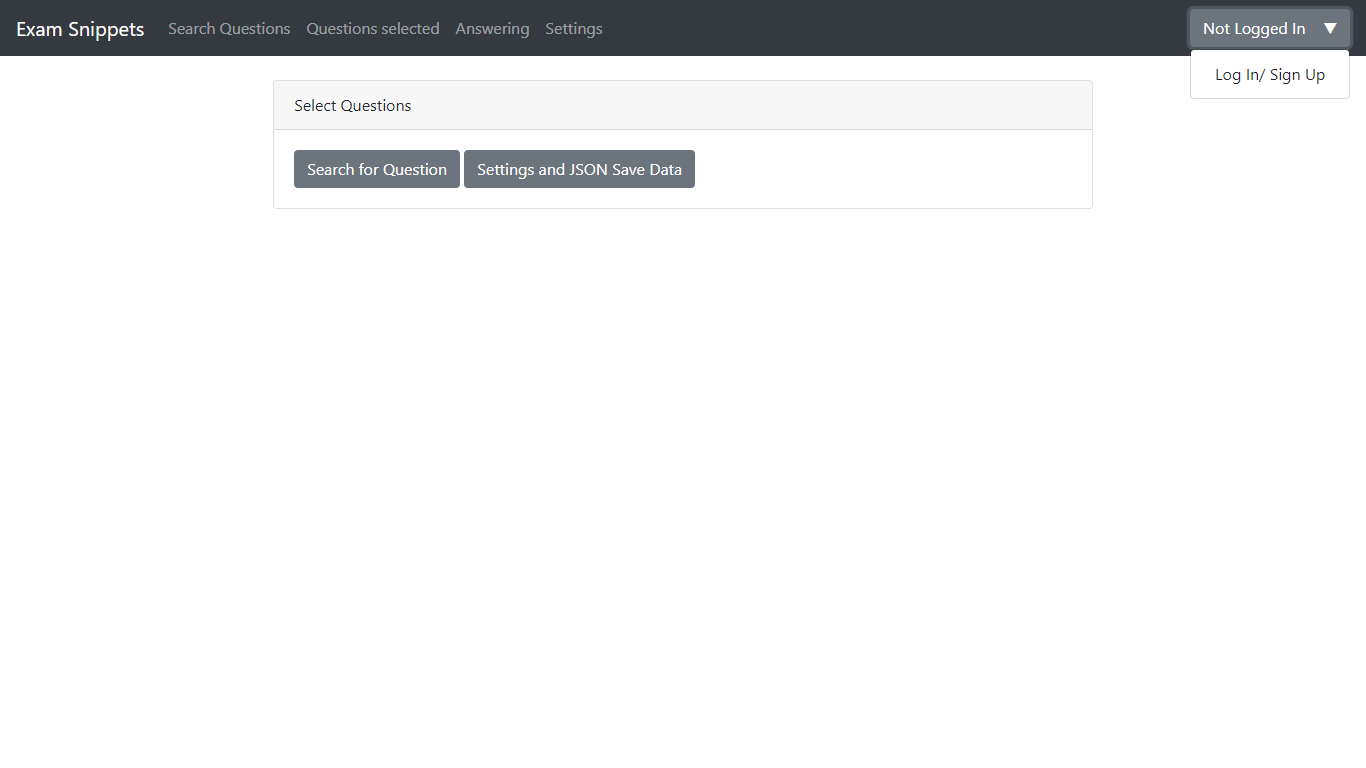 Exam Snippets Search Questions Questions selected Answering Settings Not Logged In ▼
Log In/ Sign Up
Select Questions
Search for Question Settings and JSON Save Data